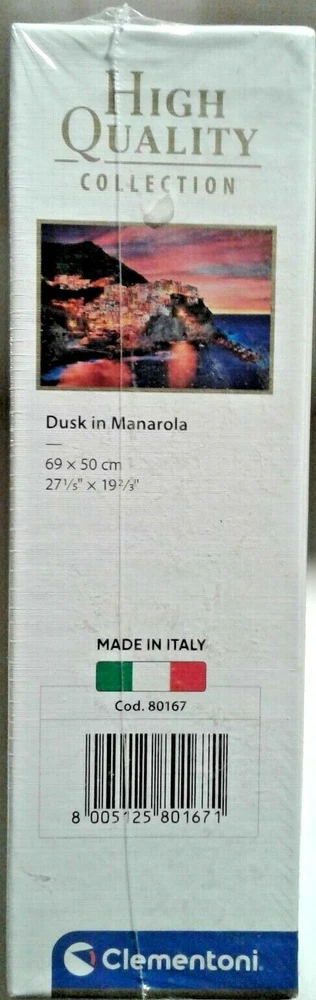 HIGH
QUALITY
COLLECTION
Dusk in Manarola
69 × 50 cm
27 1/5" × 19 2/3"
MADE IN ITALY
Cod. 80167
8 005125 801671
Clementoni